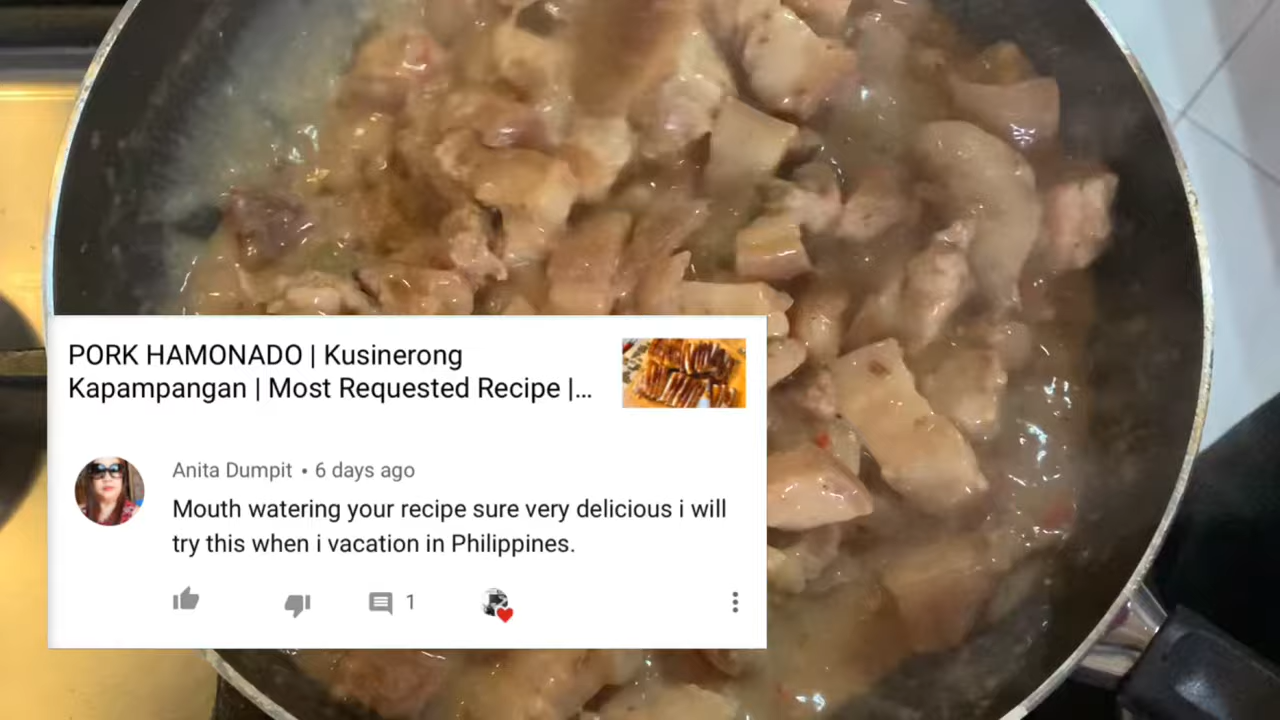 PORK HAMONADO | Kusinerong
Kapampangan | Most Requested Recipe |...
Anita Dumpit • 6 days ago
Mouth watering your recipe sure very delicious i will
try this when i vacation in Philippines.
1